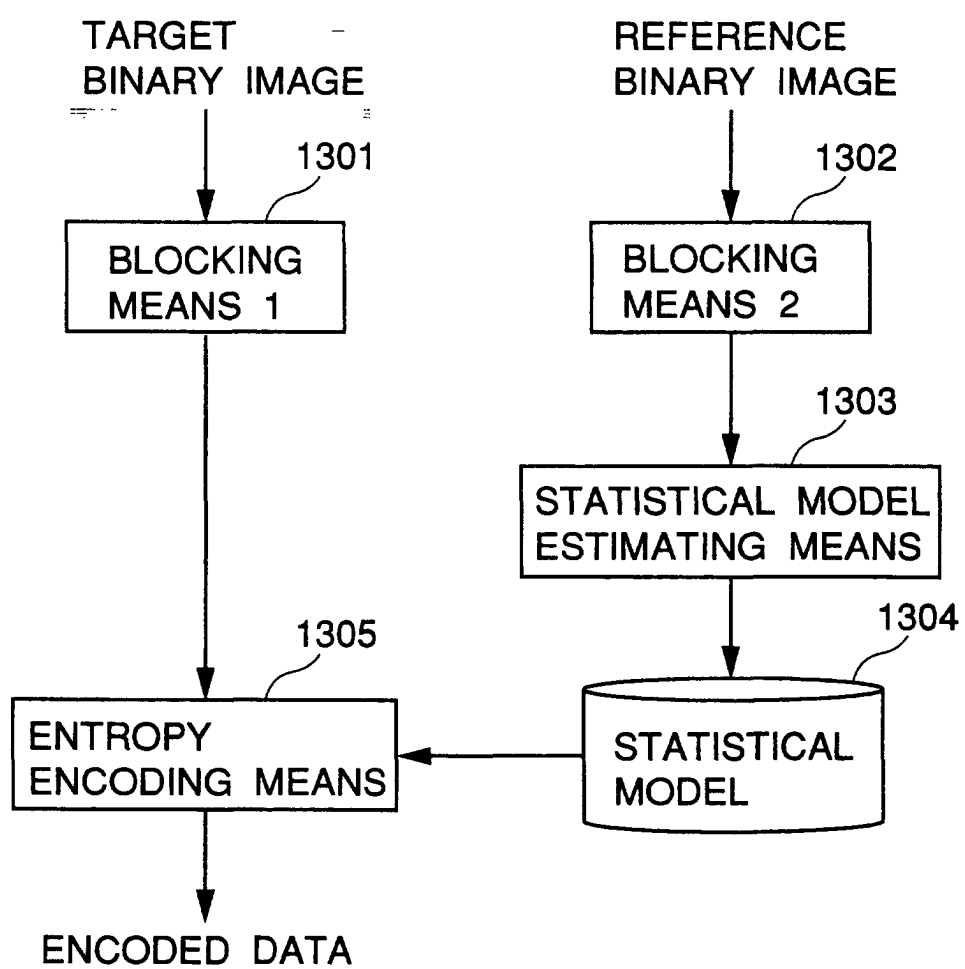 TARGET
BINARY IMAGE
REFERENCE
BINARY IMAGE
1301
1302
BLOCKING
MEANS 1
BLOCKING
MEANS 2
1303
STATISTICAL MODEL
ESTIMATING MEANS
1304
1305
ENTROPY
ENCODING MEANS
STATISTICAL
MODEL
ENCODED DATA